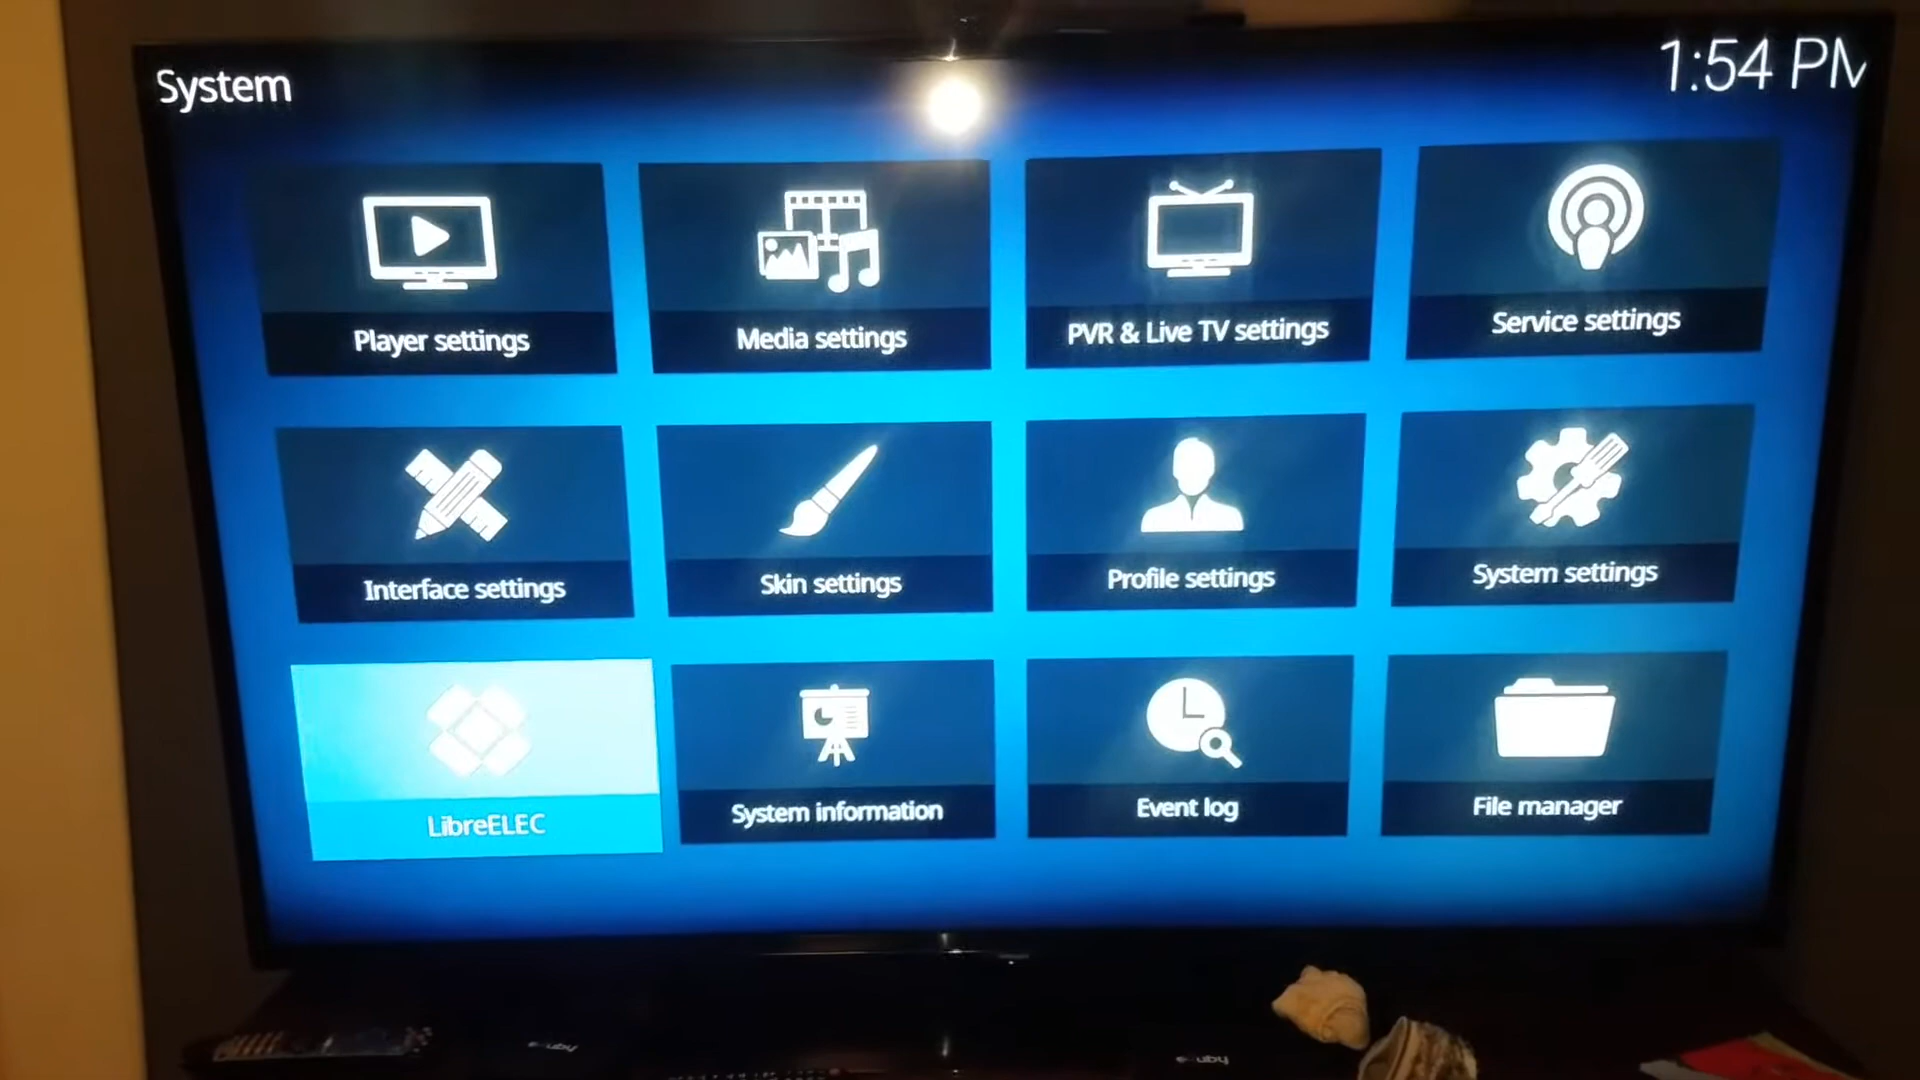 System
1:54 PM
Player settings
Media settings
PVR & Live TV settings
Service settings
Interface settings
Skin settings
Profile settings
System settings
LibreELEC
System information
Event log
File manager